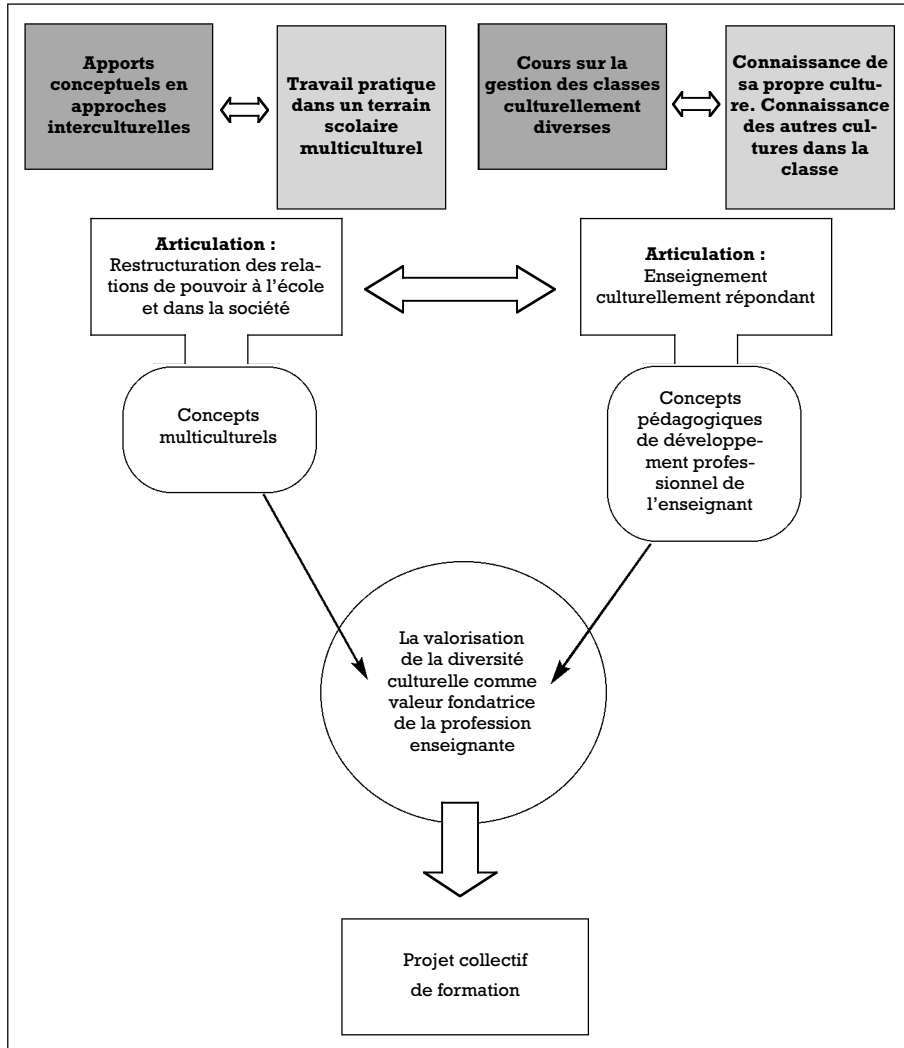 Apports
conceptuels en
approches
interculturelles
Travail pratique
dans un terrain
scolaire
multiculturel
Cours sur la
gestion des classes
culturellement
diverses
Connaissance de
sa propre cultu-
re. Connaissance
des autres cul-
tures dans la
classe
Articulation :
Restructuration des rela-
tions de pouvoir à l'école
et dans la société
Articulation :
Enseignement
culturellement répondant
Concepts
multiculturels
Concepts
pédagogiques
de développe-
ment profes-
sionnel de
l'enseignant
La valorisation
de la diversité
culturelle comme
valeur fondatrice
de la profession
enseignante
Projet collectif
de formation